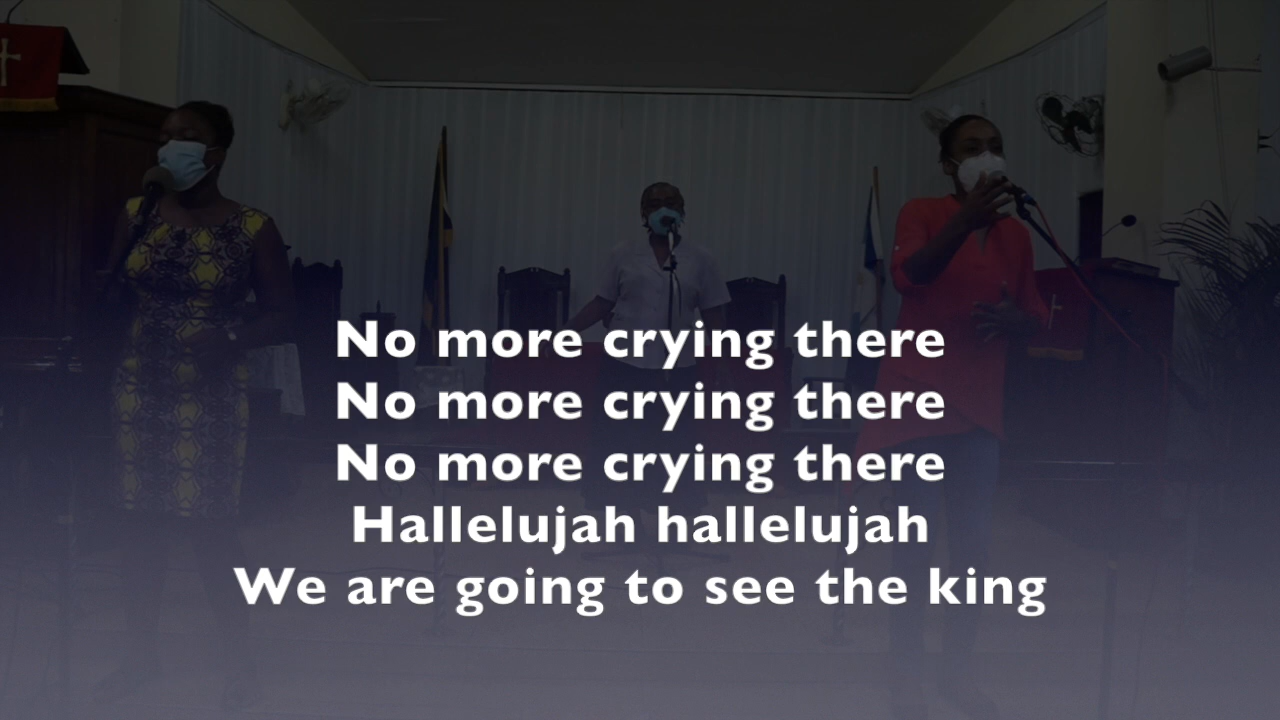 No more crying there
No more crying there
No more crying there
Hallelujah hallelujah
We are going to see the king